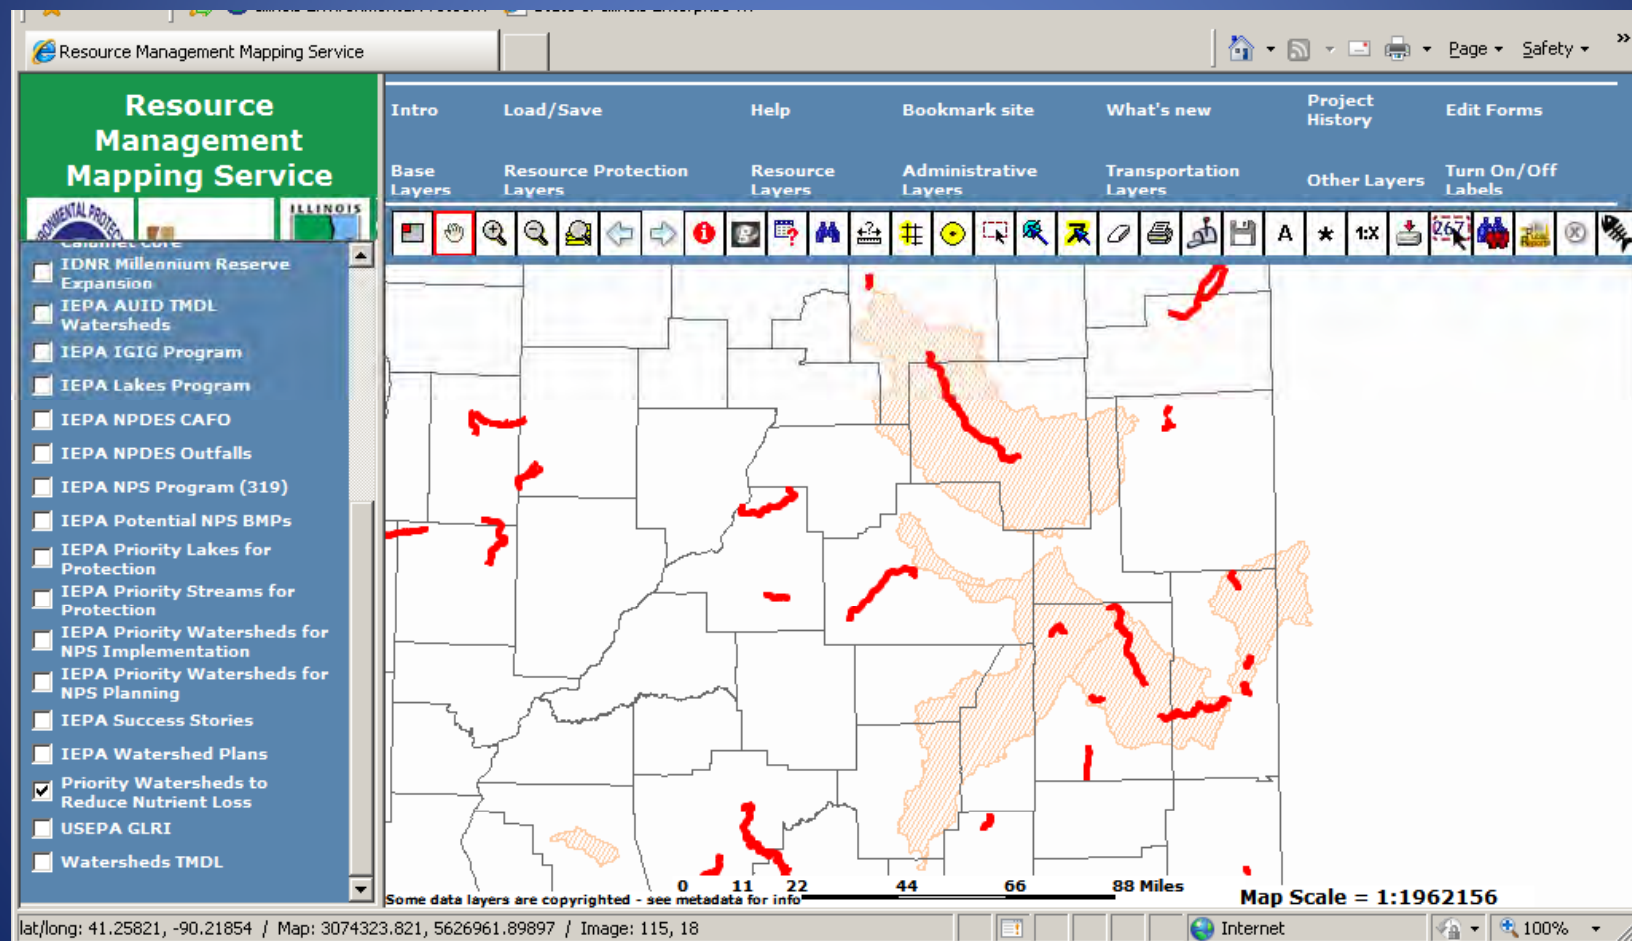 Resource Management Mapping Service
Page
Safety
»
Resource
Management
Mapping Service
Intro
Load/Save
Help
Bookmark site
What's new
Project
History
Edit Forms
Base
Layers
Resource Protection
Layers
Resource
Layers
Administrative
Layers
Transportation
Layers
Other Layers
Turn On/Off
Labels
ILLINOIS
A
*
1:X
Calumet Core
IDNR Millennium Reserve
Expansion
IEPA AUID TMDL
Watersheds
IEPA IGIG Program
IEPA Lakes Program
IEPA NPDES CAFO
IEPA NPDES Outfalls
IEPA NPS Program (319)
IEPA Potential NPS BMPs
IEPA Priority Lakes for
Protection
IEPA Priority Streams for
Protection
IEPA Priority Watersheds for
NPS Implementation
IEPA Priority Watersheds for
NPS Planning
IEPA Success Stories
IEPA Watershed Plans
Priority Watersheds to
Reduce Nutrient Loss
USEPA GLRI
Watersheds TMDL
0 11 22 44 66 88 Miles
Some data layers are copyrighted - see metadata for info
Map Scale = 1:1962156
lat/long: 41.25821, -90.21854 / Map: 3074323.821, 5626961.89897 / Image: 115, 18
Internet
100%